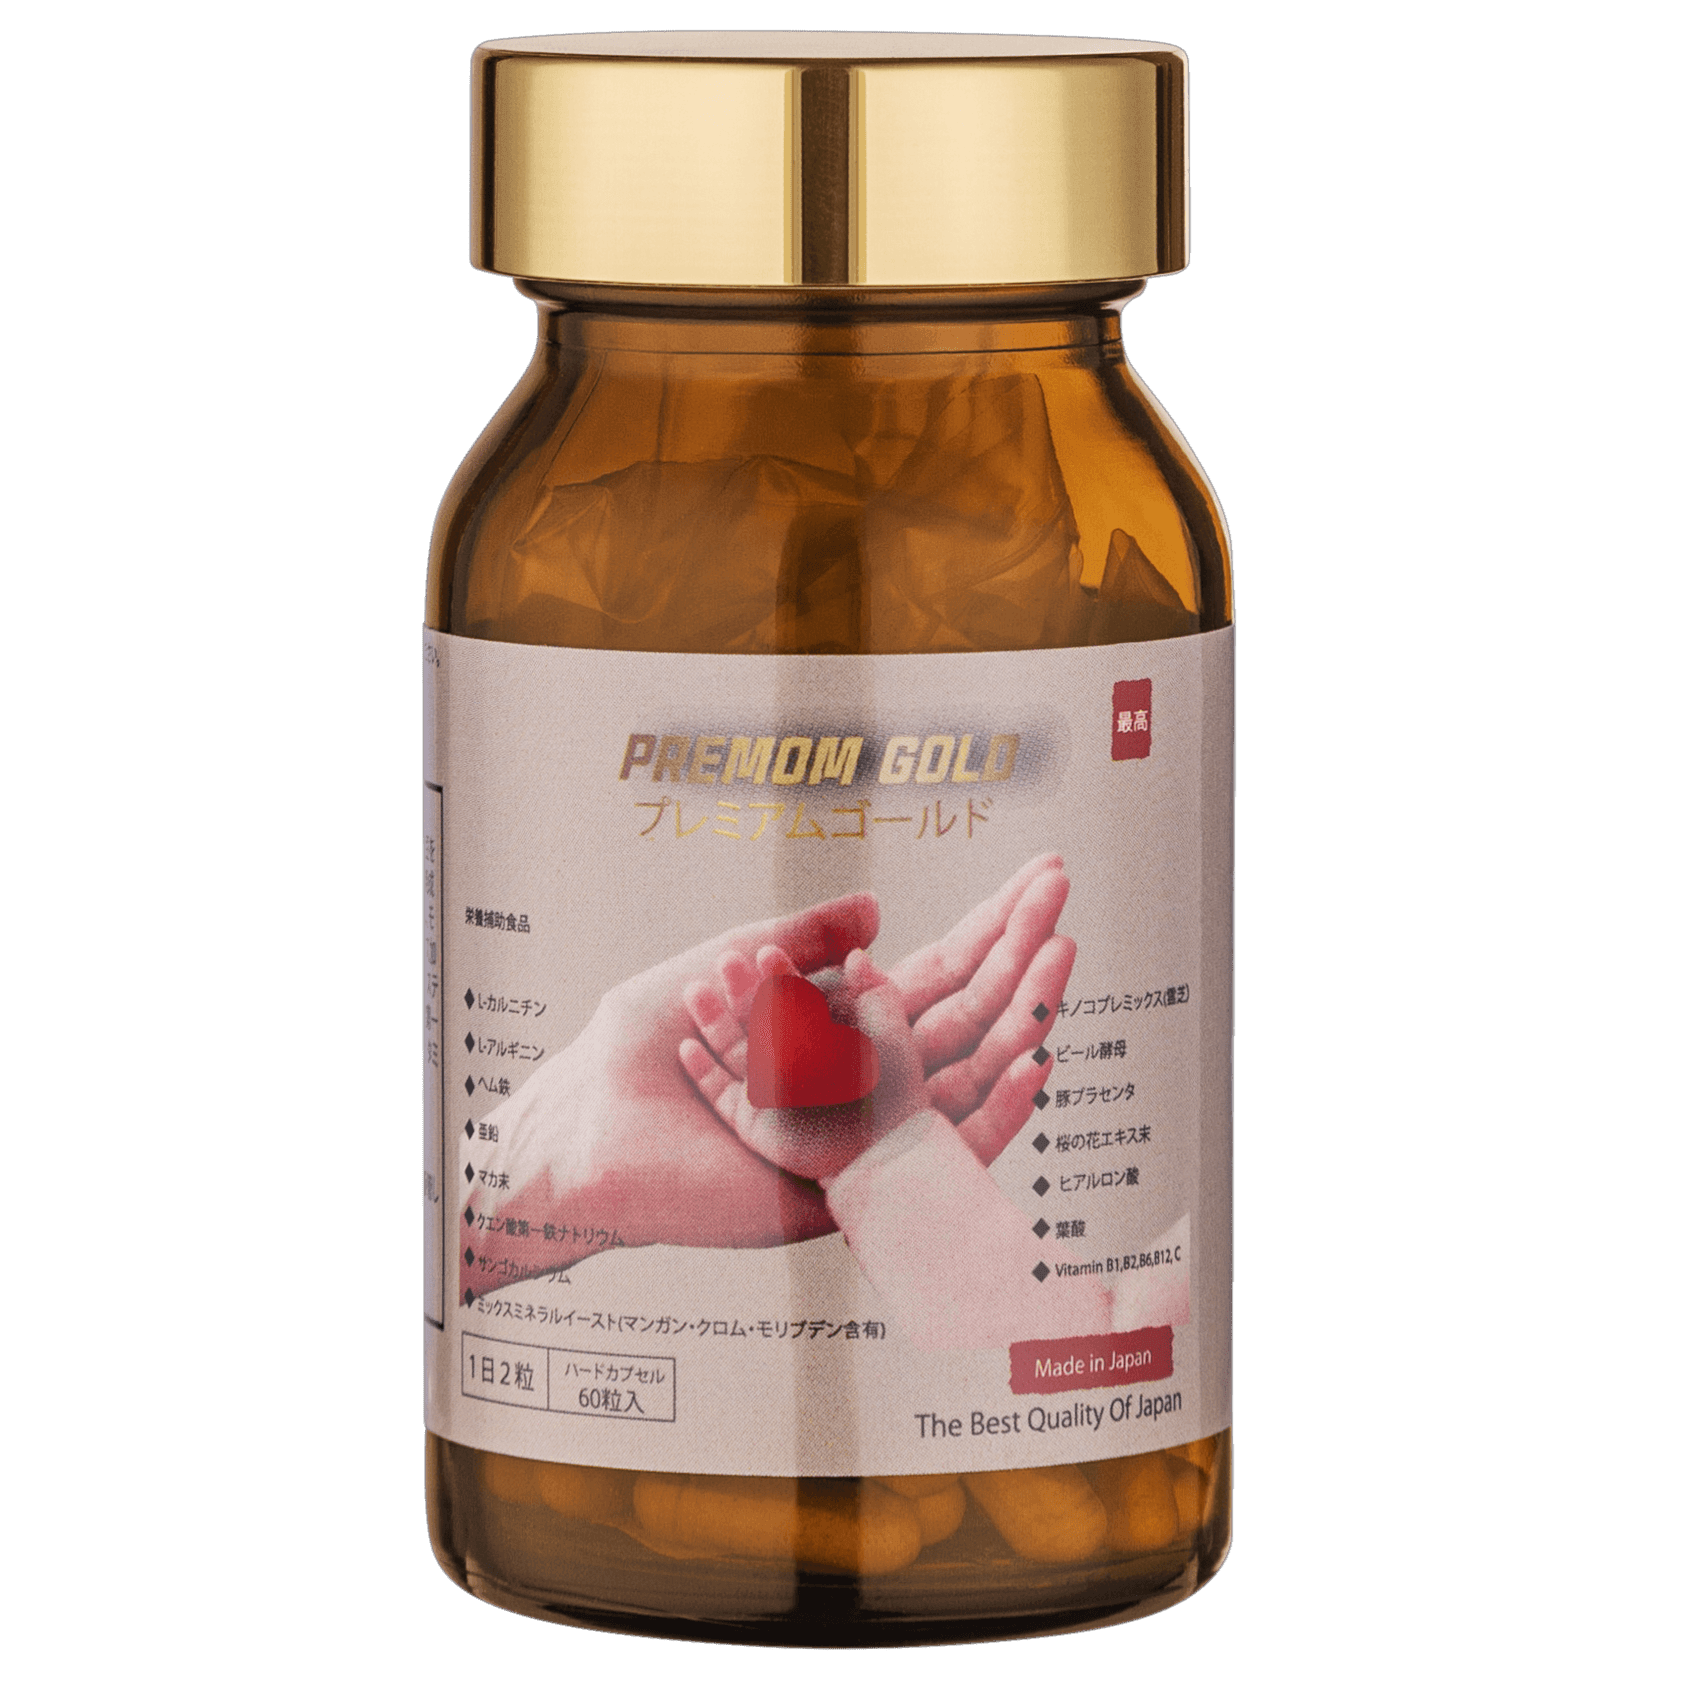 最高
PREMOM GOLD
プレミアムゴールド
栄養補助食品
◆L-カルニチン
◆L-アルギニン
◆ヘム鉄
◆亜鉛
◆マカ末
◆クエン酸第一鉄ナトリウム
◆サンゴカルシウム
◆ミックスミネラルイースト(マンガン・クロム・モリブデン含有)
◆キノコプレミックス(霊芝)
◆ビール酵母
◆豚プラセンタ
◆桜の花エキス末
◆ヒアルロン酸
◆葉酸
◆Vitamin B1,B2,B6,B12, C
1日2粒
ハードカプセル
60粒入
Made in Japan
The Best Quality Of Japan